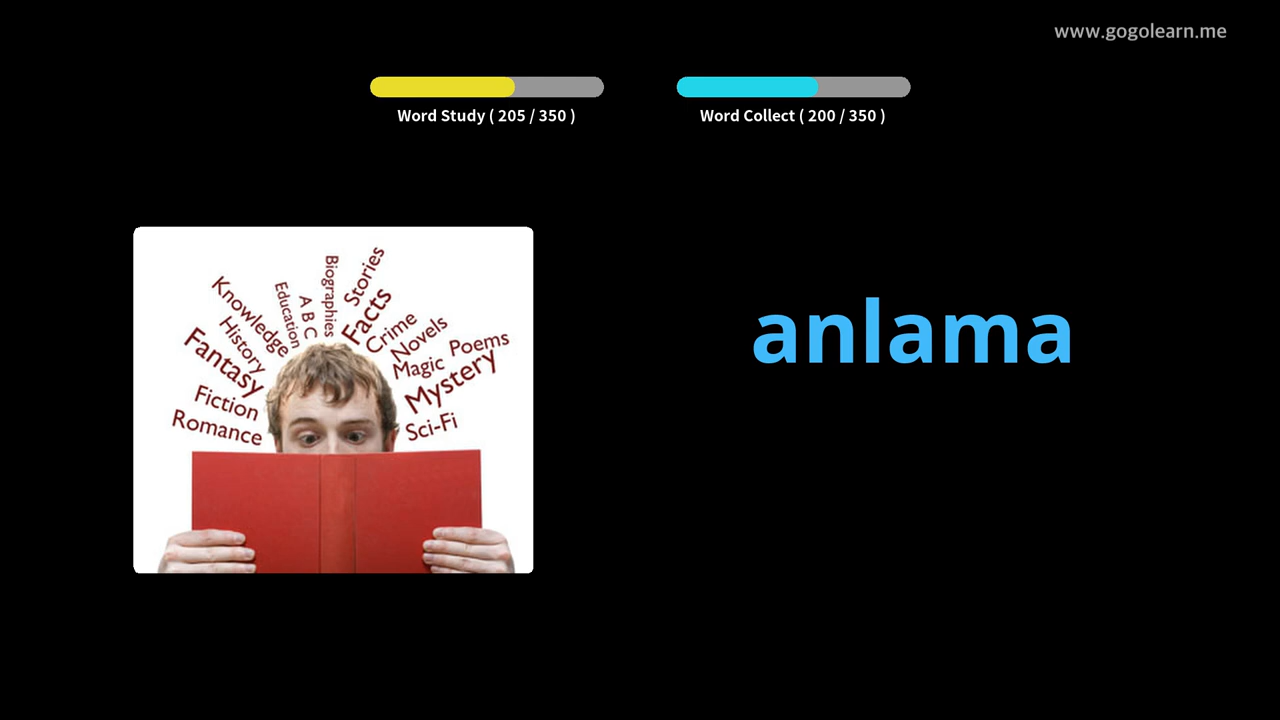 www.gogolearn.me
Word Study ( 205 / 350 )
Word Collect ( 200 / 350 )
Biographies
Stories
Education
A B C
Facts
Knowledge
Crime
History
Novels
Fantasy
Magic
Poems
Mystery
Fiction
Romance
Sci-Fi
anlama